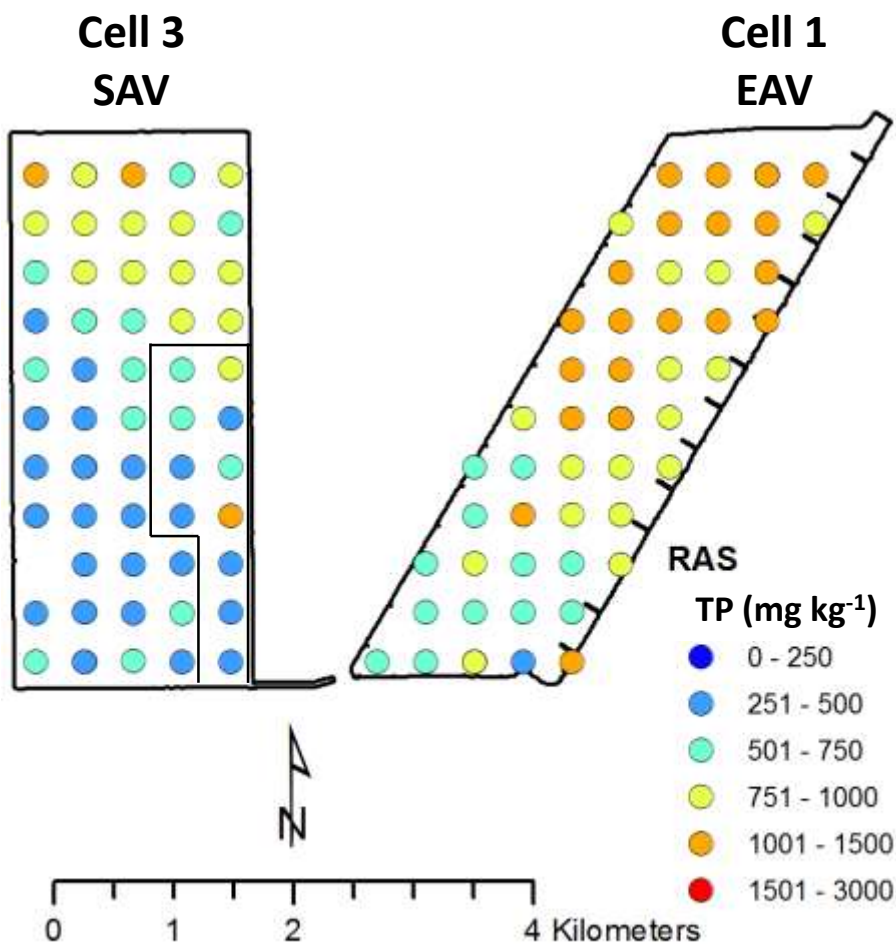 Cell 3
SAV
Cell 1
EAV
RAS
TP (mg kg⁻¹)
0 - 250
251 - 500
501 - 750
751 - 1000
1001 - 1500
1501 - 3000
N
0 1 2 4 Kilometers